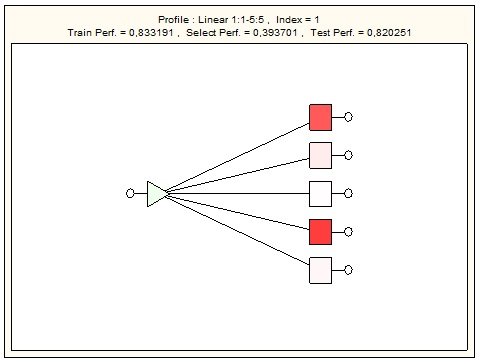 Profile : Linear 1:1-5:5 , Index = 1
Train Perf. = 0,833191 , Select Perf. = 0,393701 , Test Perf. = 0,820251